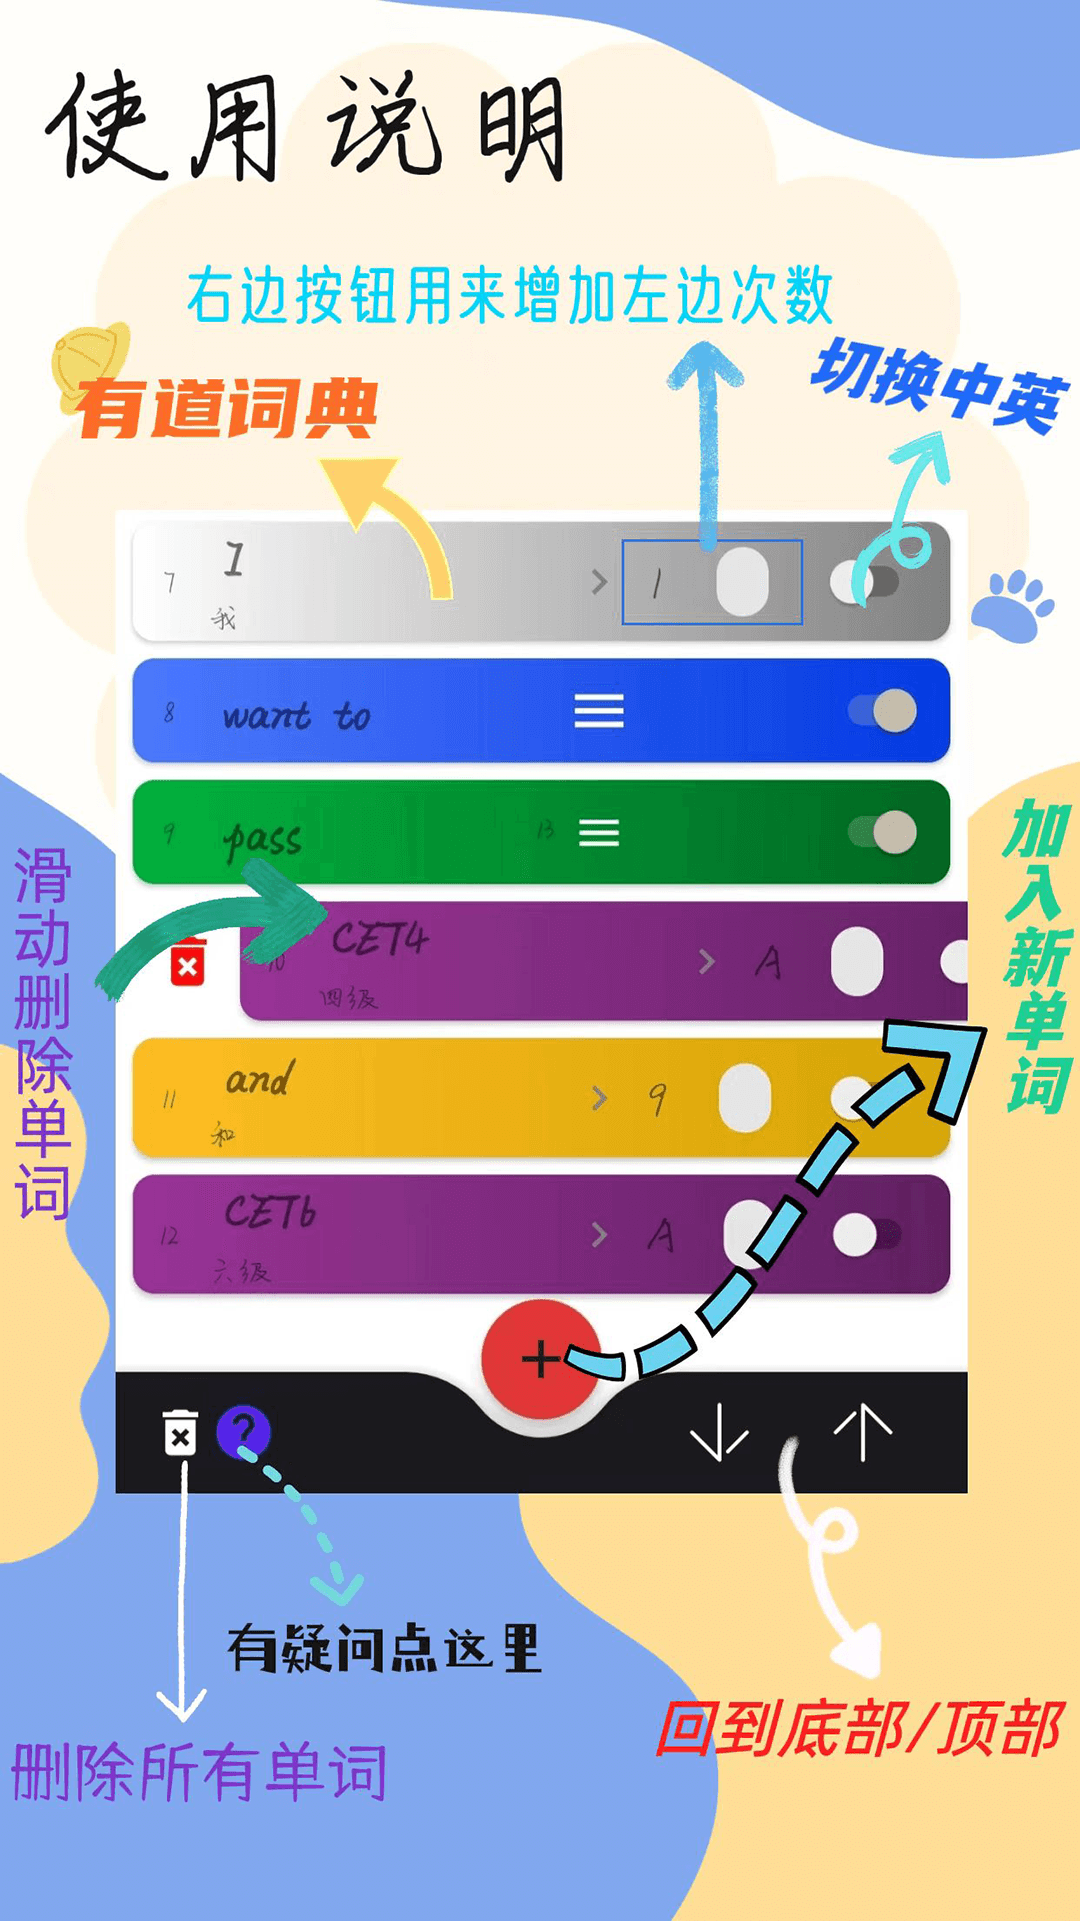 使用说明
右边按钮用来增加左边次数
切换中英
有道词典
7
I
我
1
8
want to
9
pass
13
加入新单词
滑动删除单词
10
CET4
四级
A
11
and
和
9
12
CET6
六级
A
有疑问点这里
回到底部/顶部
删除所有单词